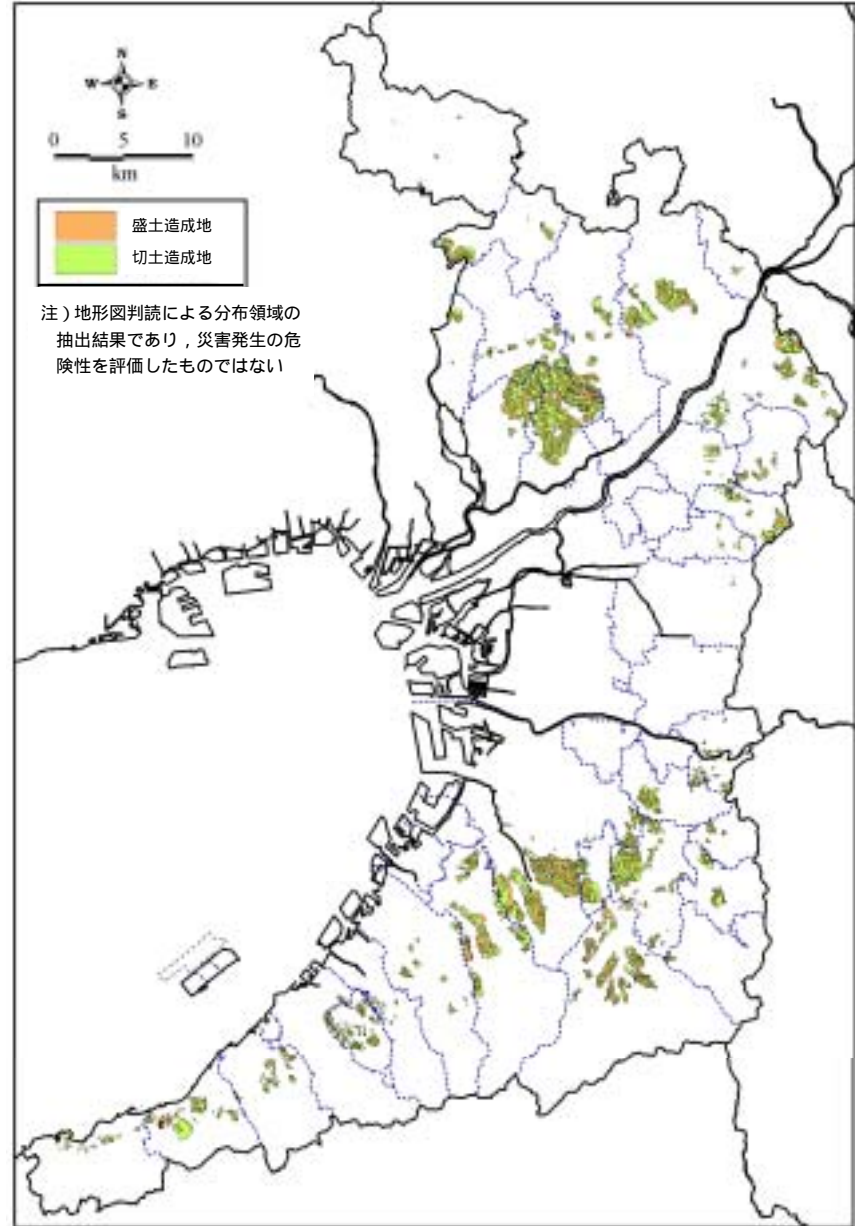 N
W E
S
0 5 10
km
盛土造成地
切土造成地
注）地形図判読による分布領域の
抽出結果であり，災害発生の危
険性を評価したものではない